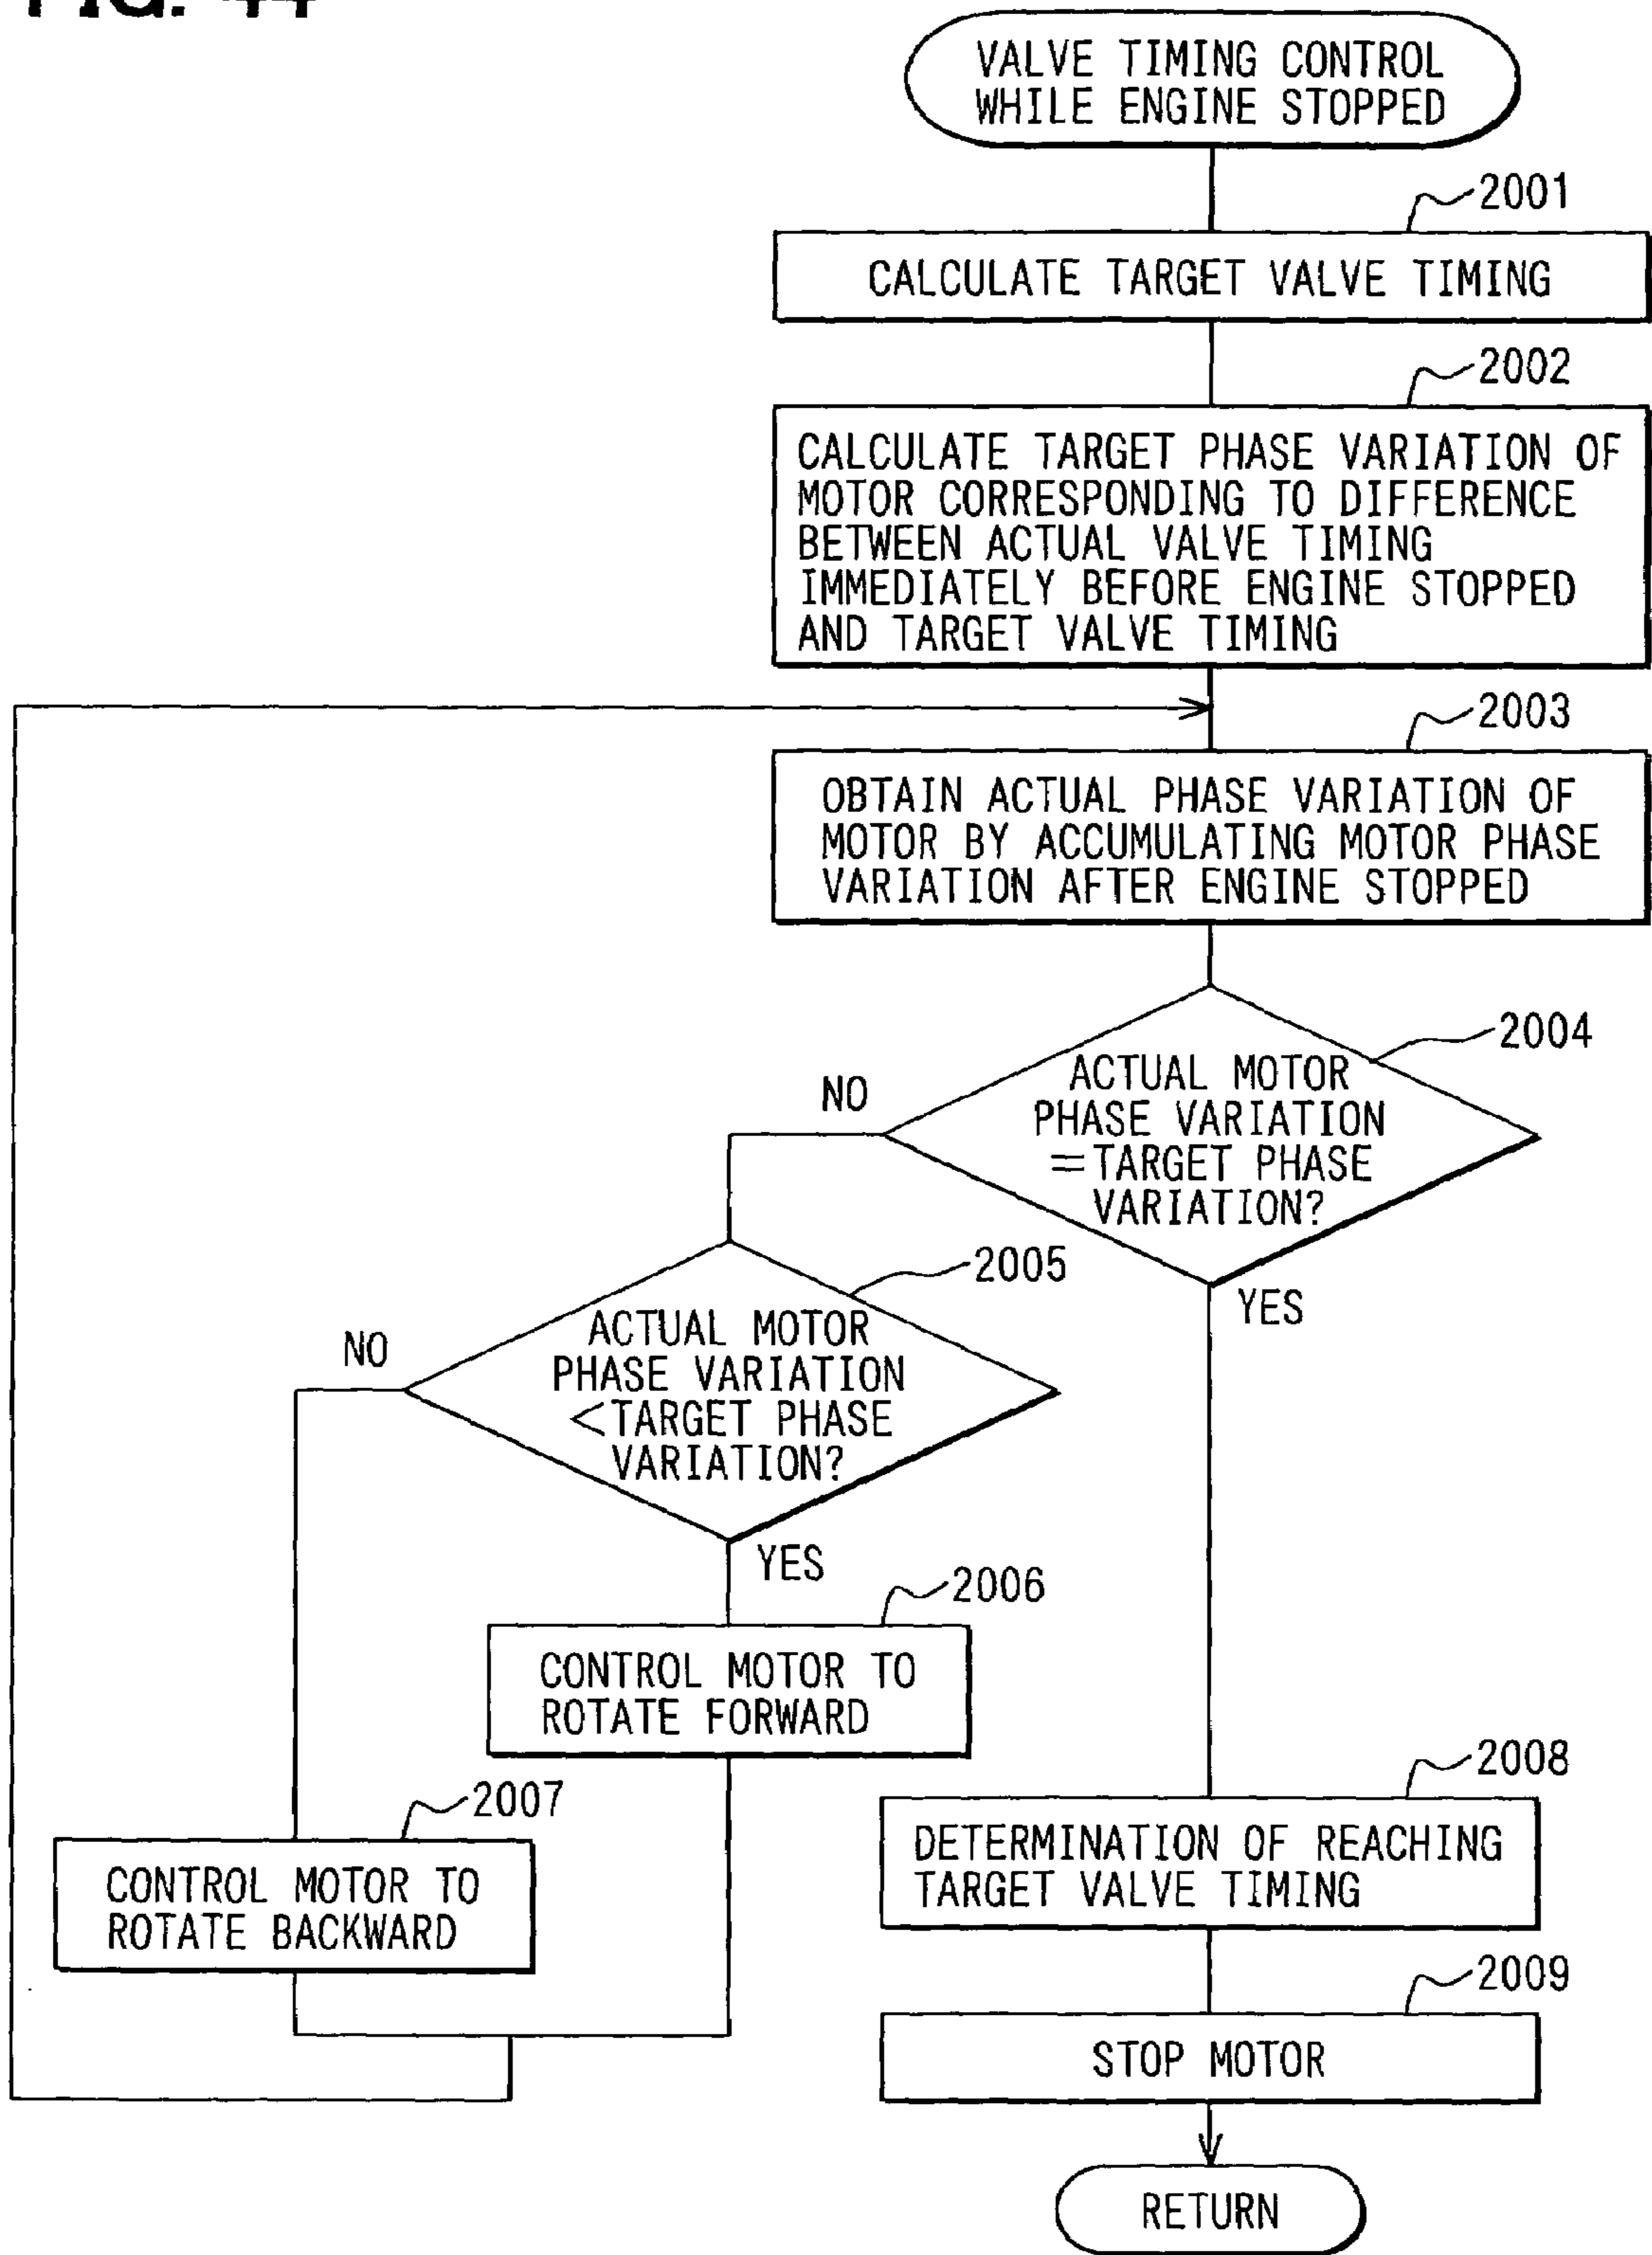 FIG. 44
VALVE TIMING CONTROL
WHILE ENGINE STOPPED
2001
CALCULATE TARGET VALVE TIMING
2002
CALCULATE TARGET PHASE VARIATION OF
MOTOR CORRESPONDING TO DIFFERENCE
BETWEEN ACTUAL VALVE TIMING
IMMEDIATELY BEFORE ENGINE STOPPED
AND TARGET VALVE TIMING
2003
OBTAIN ACTUAL PHASE VARIATION OF
MOTOR BY ACCUMULATING MOTOR PHASE
VARIATION AFTER ENGINE STOPPED
2004
ACTUAL MOTOR
PHASE VARIATION
=TARGET PHASE
VARIATION?
NO
YES
2005
ACTUAL MOTOR
PHASE VARIATION
<TARGET PHASE
VARIATION?
NO
YES
2006
CONTROL MOTOR TO
ROTATE FORWARD
2007
CONTROL MOTOR TO
ROTATE BACKWARD
2008
DETERMINATION OF REACHING
TARGET VALVE TIMING
2009
STOP MOTOR
RETURN